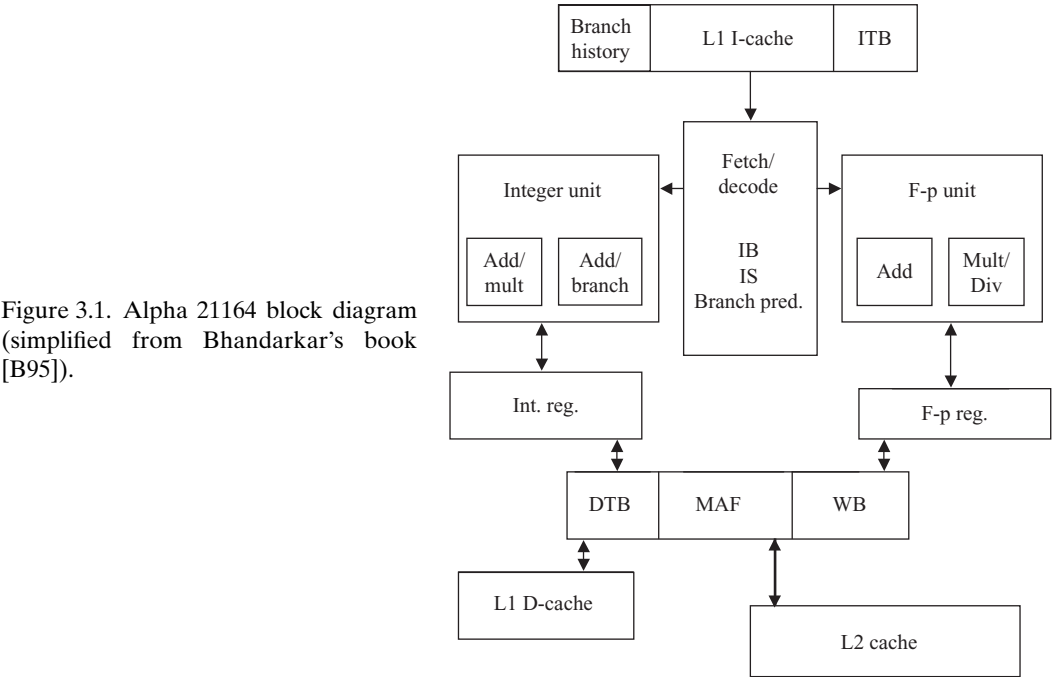 Branch
history
L1 I-cache
ITB
Fetch/
decode
IB
IS
Branch pred.
Integer unit
Add/
mult
Add/
branch
F-p unit
Add
Mult/
Div
Int. reg.
F-p reg.
DTB
MAF
WB
L1 D-cache
L2 cache
Figure 3.1. Alpha 21164 block diagram
(simplified from Bhandarkar's book
[B95]).